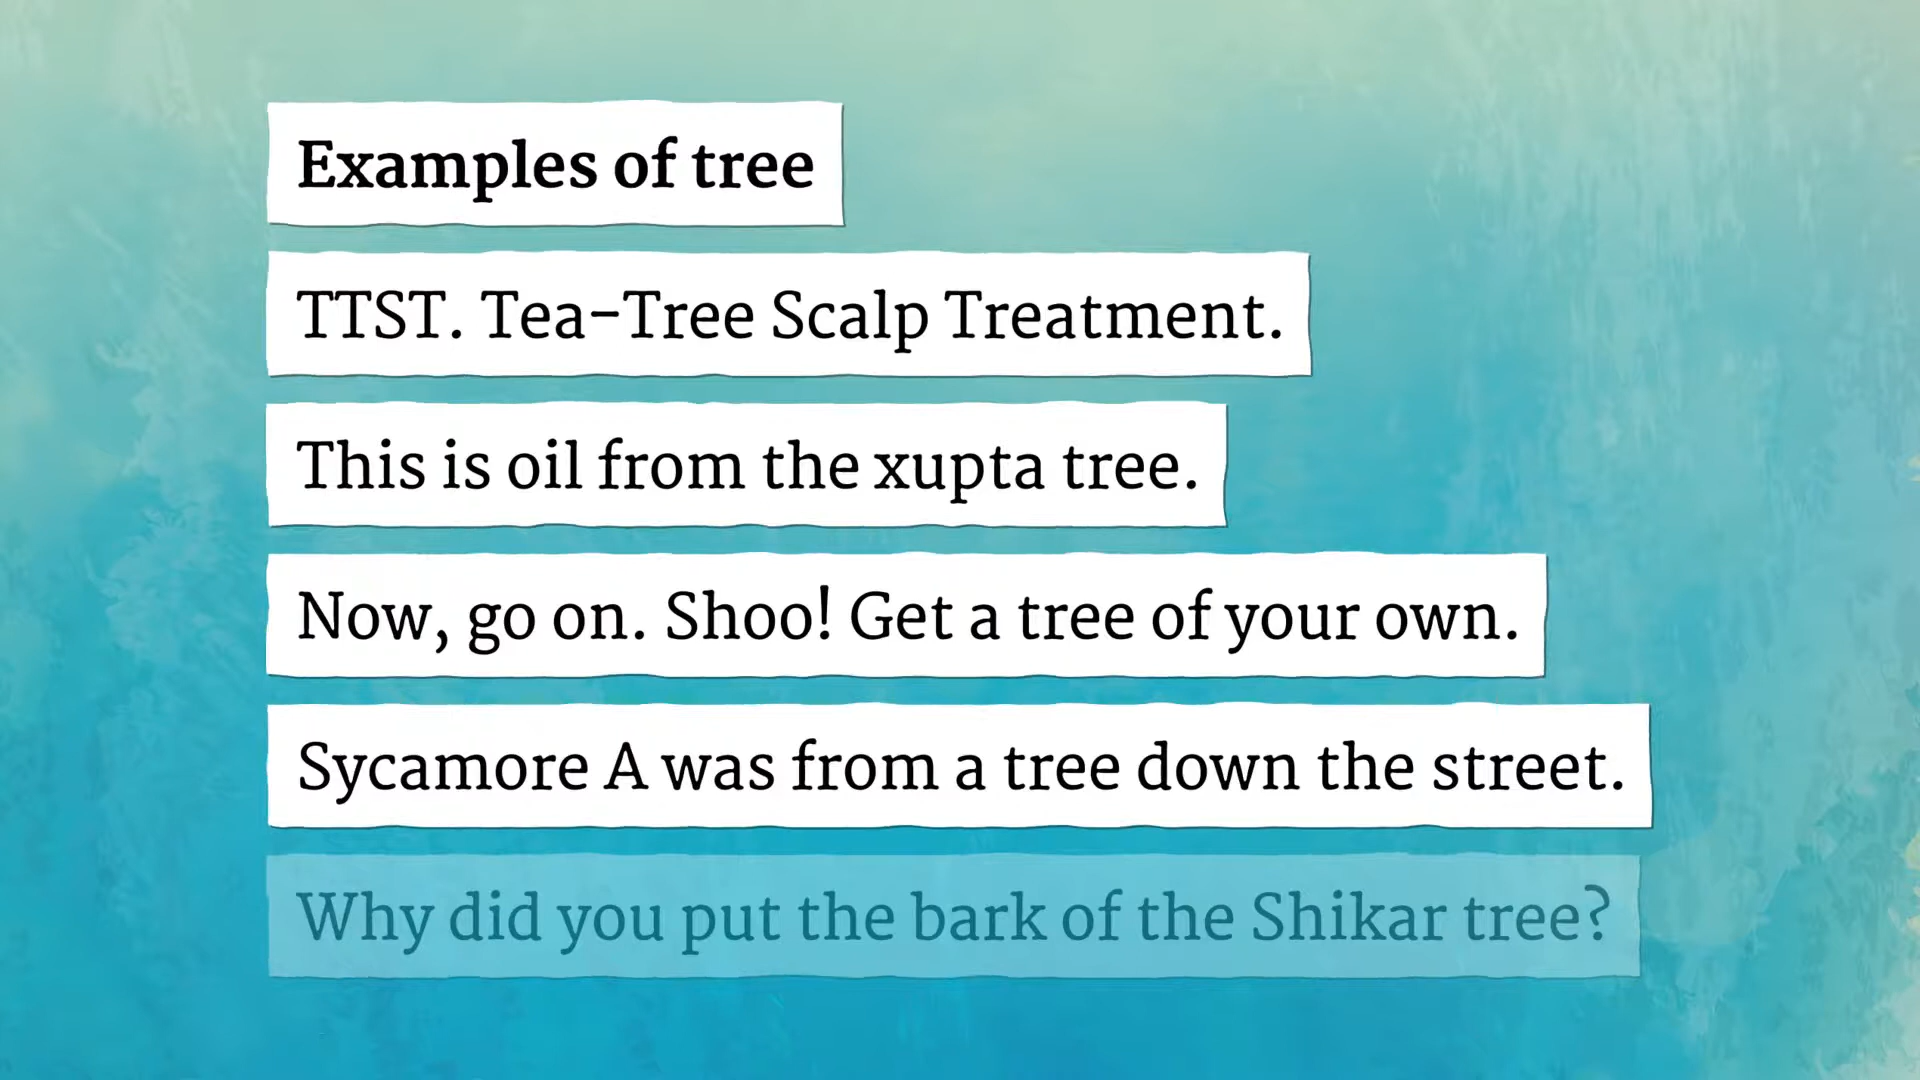 Examples of tree
TTST. Tea-Tree Scalp Treatment.
This is oil from the xupta tree.
Now, go on. Shoo! Get a tree of your own.
Sycamore A was from a tree down the street.
Why did you put the bark of the Shikar tree?